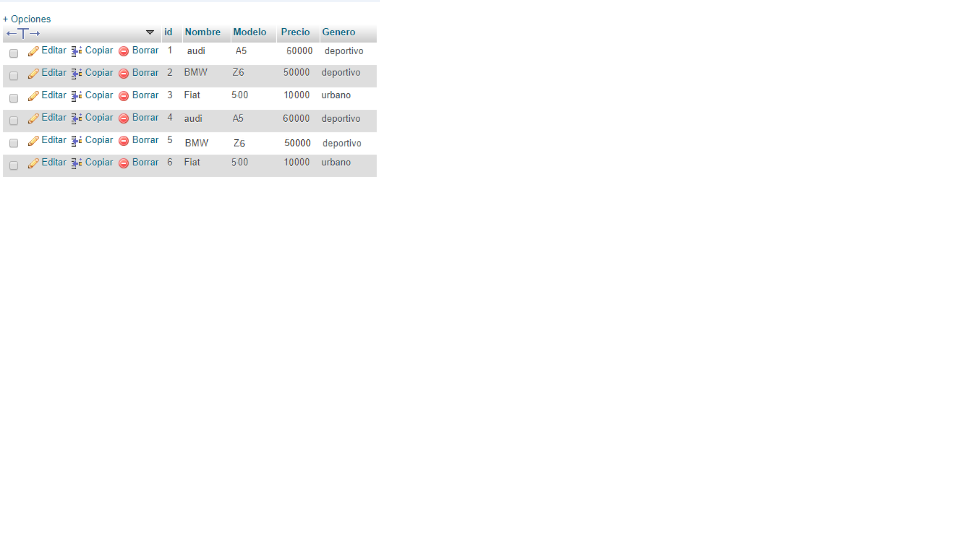 + Opciones
←T→ id Nombre Modelo Precio Genero
Editar Copiar Borrar 1 audi A5 60000 deportivo
Editar Copiar Borrar 2 BMW Z6 50000 deportivo
Editar Copiar Borrar 3 Fiat 500 10000 urbano
Editar Copiar Borrar 4 audi A5 60000 deportivo
Editar Copiar Borrar 5 BMW Z6 50000 deportivo
Editar Copiar Borrar 6 Fiat 500 10000 urbano